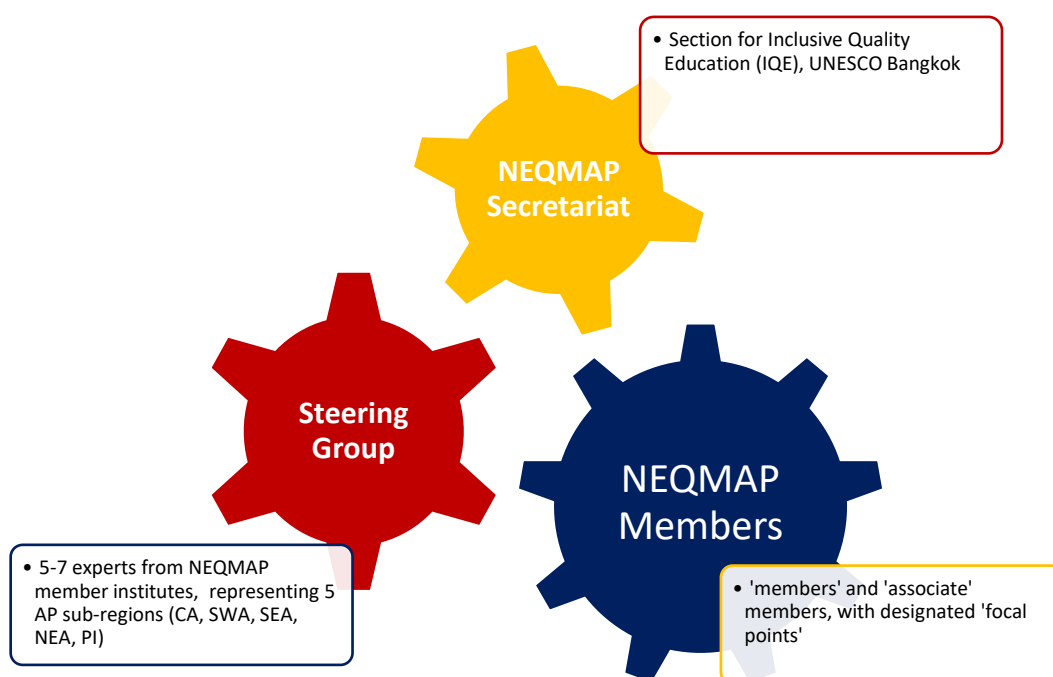 • Section for Inclusive Quality
Education (IQE), UNESCO Bangkok
NEQMAP
Secretariat
Steering
Group
NEQMAP
Members
• 5-7 experts from NEQMAP
member institutes, representing 5
AP sub-regions (CA, SWA, SEA,
NEA, PI)
• 'members' and 'associate'
members, with designated 'focal
points'